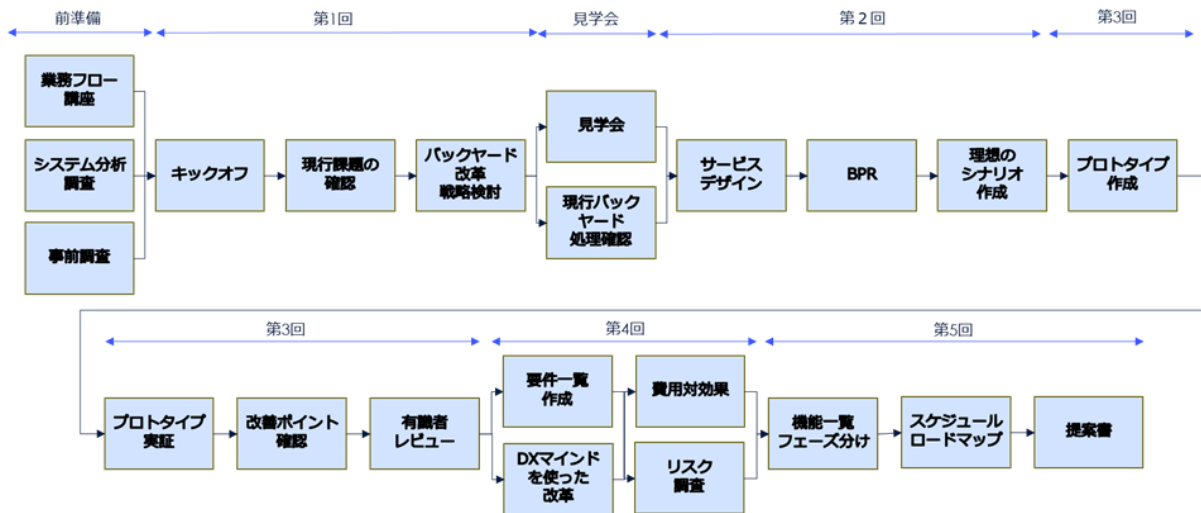 前準備
第1回
見学会
第２回
第3回
業務フロー
講座
システム分析
調査
事前調査
キックオフ
現行課題の
確認
バックヤード
改革
戦略検討
見学会
現行バック
ヤード
処理確認
サービス
デザイン
BPR
理想の
シナリオ
作成
プロトタイプ
作成
第3回
第4回
第5回
プロトタイプ
実証
改善ポイント
確認
有識者
レビュー
要件一覧
作成
DXマインド
を使った
改革
費用対効果
リスク
調査
機能一覧
フェーズ分け
スケジュール
ロードマップ
提案書